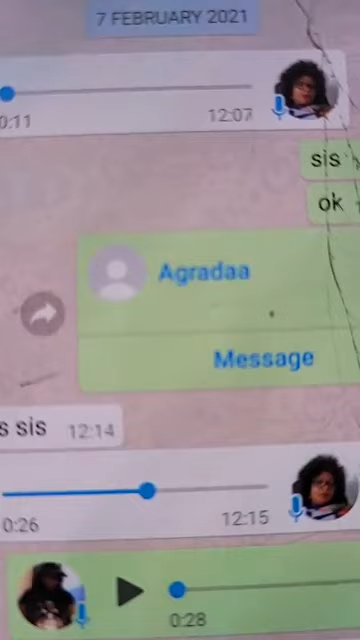 7 FEBRUARY 2021
0:11 12:07
sis
ok
Agradaa
Message
s sis 12:14
0:26 12:15
0:28